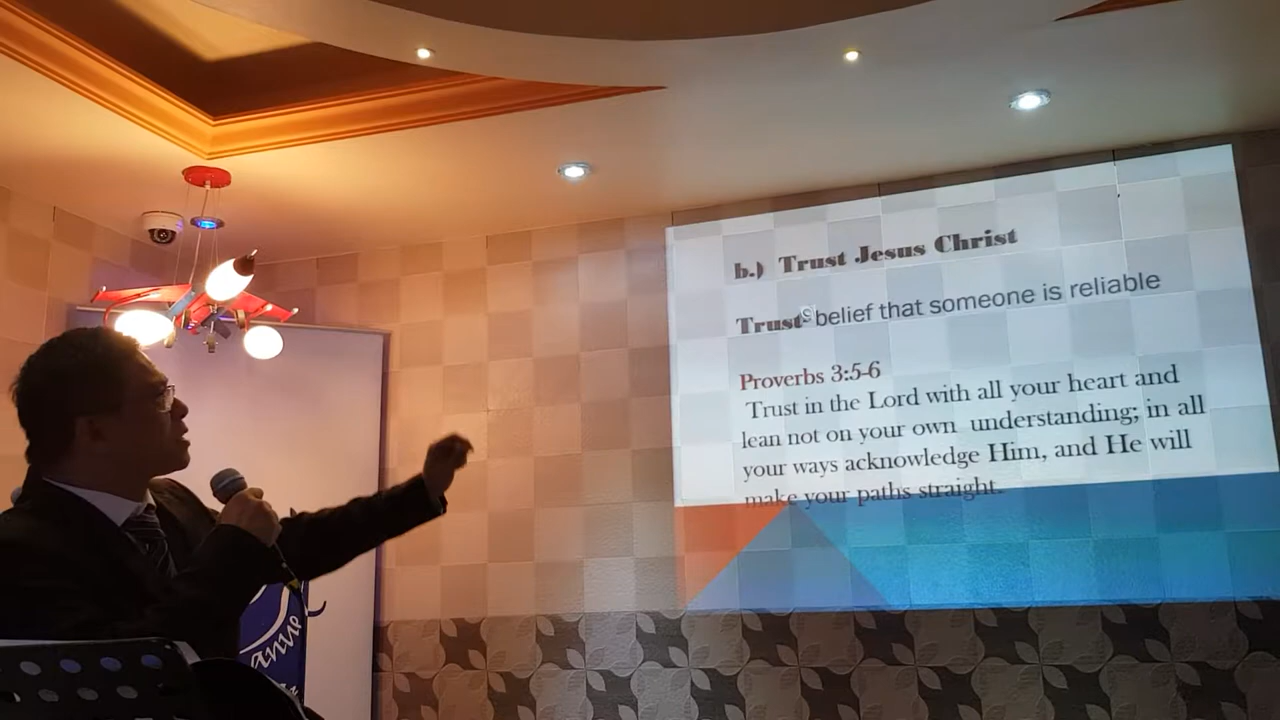 b.) Trust Jesus Christ
Trust belief that someone is reliable
Proverbs 3:5-6
Trust in the Lord with all your heart and
lean not on your own understanding; in all
your ways acknowledge Him, and He will
make your paths straight.